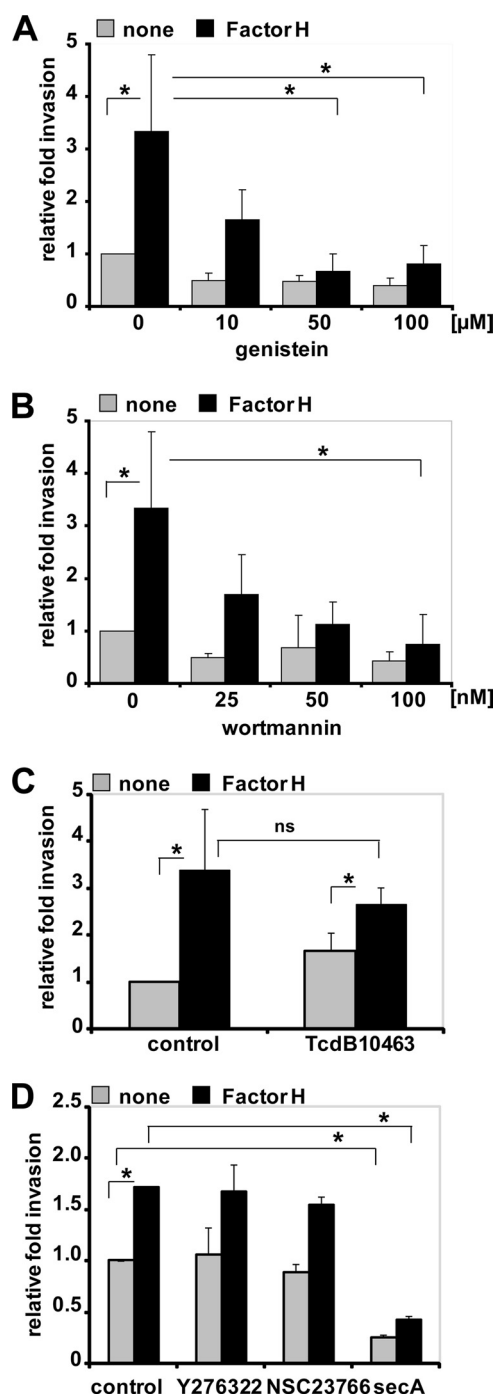 A
none Factor H
relative fold invasion
5
4
3
2
1
0
* * *
0 10 50 100 [µM]
genistein
B
none Factor H
relative fold invasion
5
4
3
2
1
0
* *
0 25 50 100 [nM]
wortmannin
C
none Factor H
relative fold invasion
5
4
3
2
1
0
* ns *
control TcdB10463
D
none Factor H
relative fold invasion
2.5
2.0
1.5
1.0
0.5
0
* * *
control Y276322 NSC23766 secA